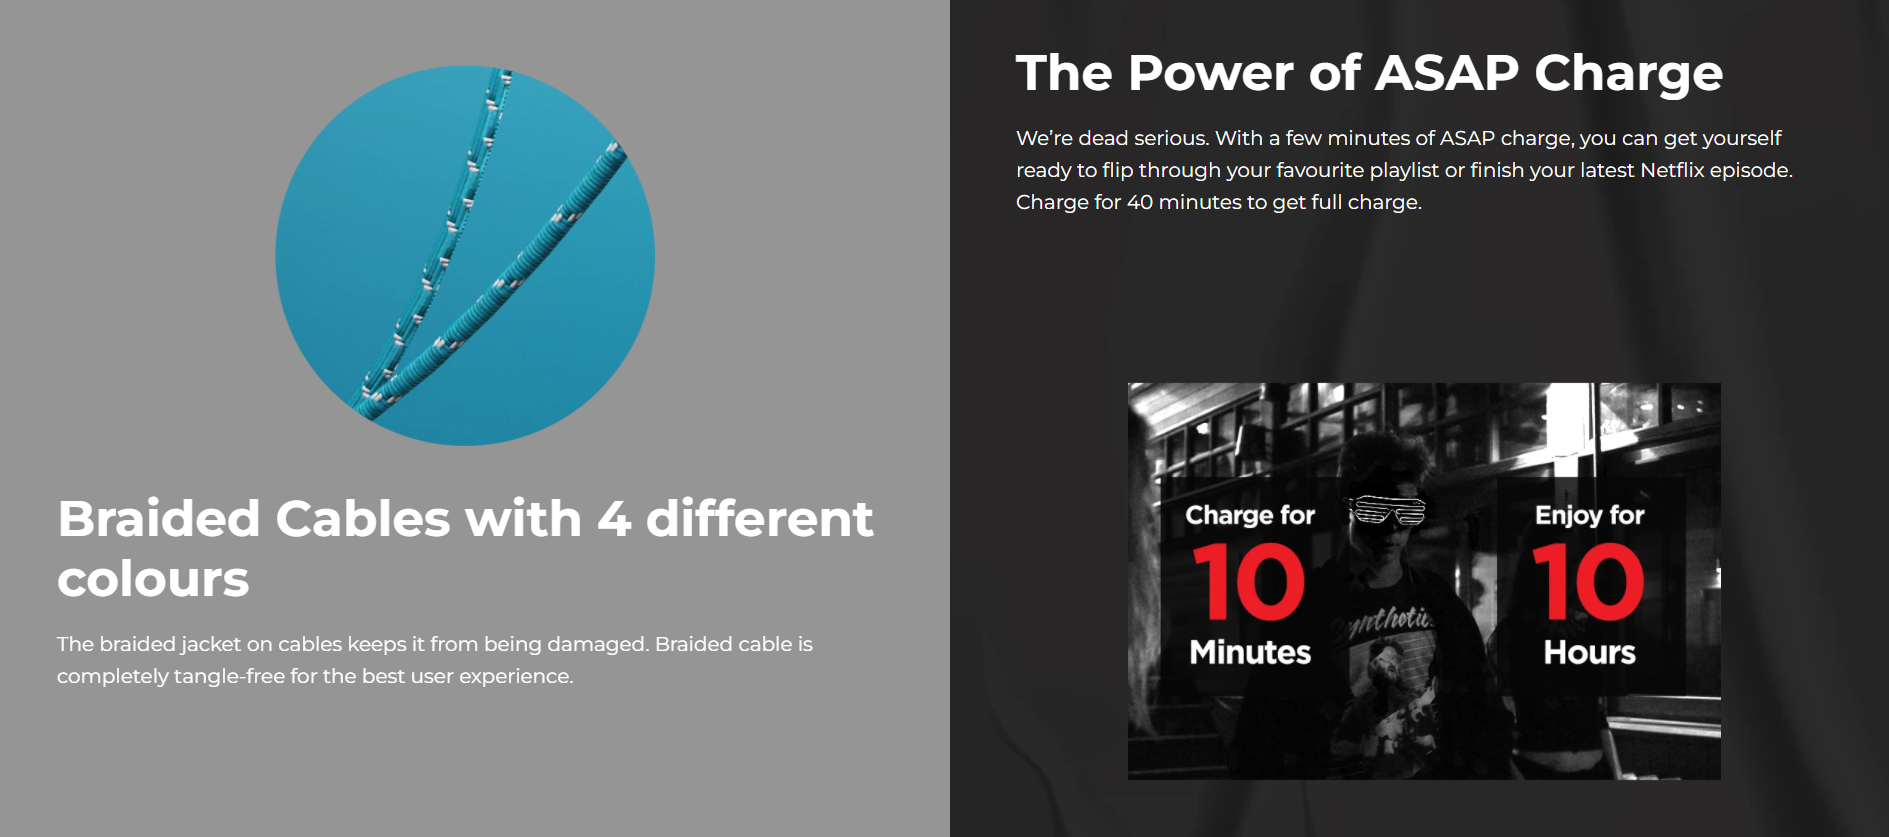 Braided Cables with 4 different
colours
The braided jacket on cables keeps it from being damaged. Braided cable is
completely tangle-free for the best user experience.
The Power of ASAP Charge
We’re dead serious. With a few minutes of ASAP charge, you can get yourself
ready to flip through your favourite playlist or finish your latest Netflix episode.
Charge for 40 minutes to get full charge.
Charge for
10
Minutes
Enjoy for
10
Hours